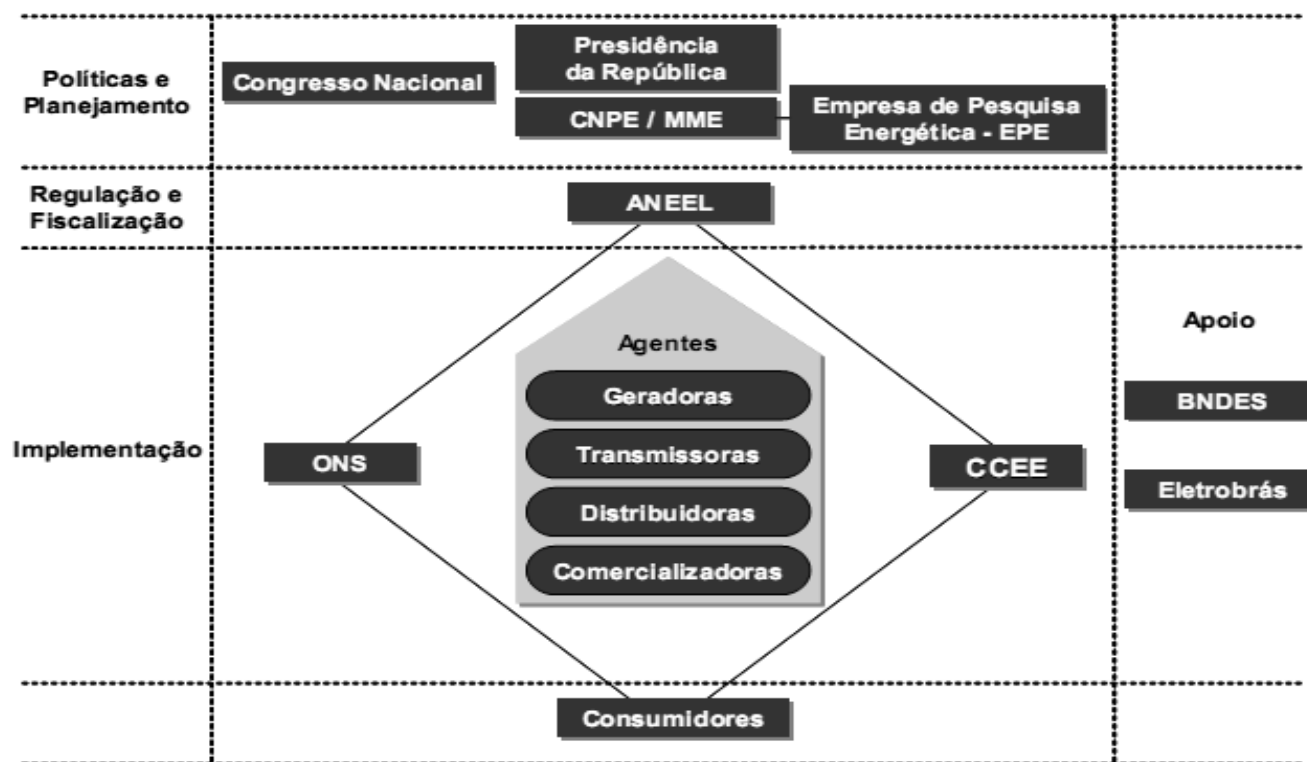 Políticas e
Planejamento
Congresso Nacional
Presidência
da República
CNPE / MME
Empresa de Pesquisa
Energética - EPE
Regulação e
Fiscalização
ANEEL
Implementação
ONS
Agentes
Geradoras
Transmissoras
Distribuidoras
Comercializadoras
CCEE
Apoio
BNDES
Eletrobrás
Consumidores